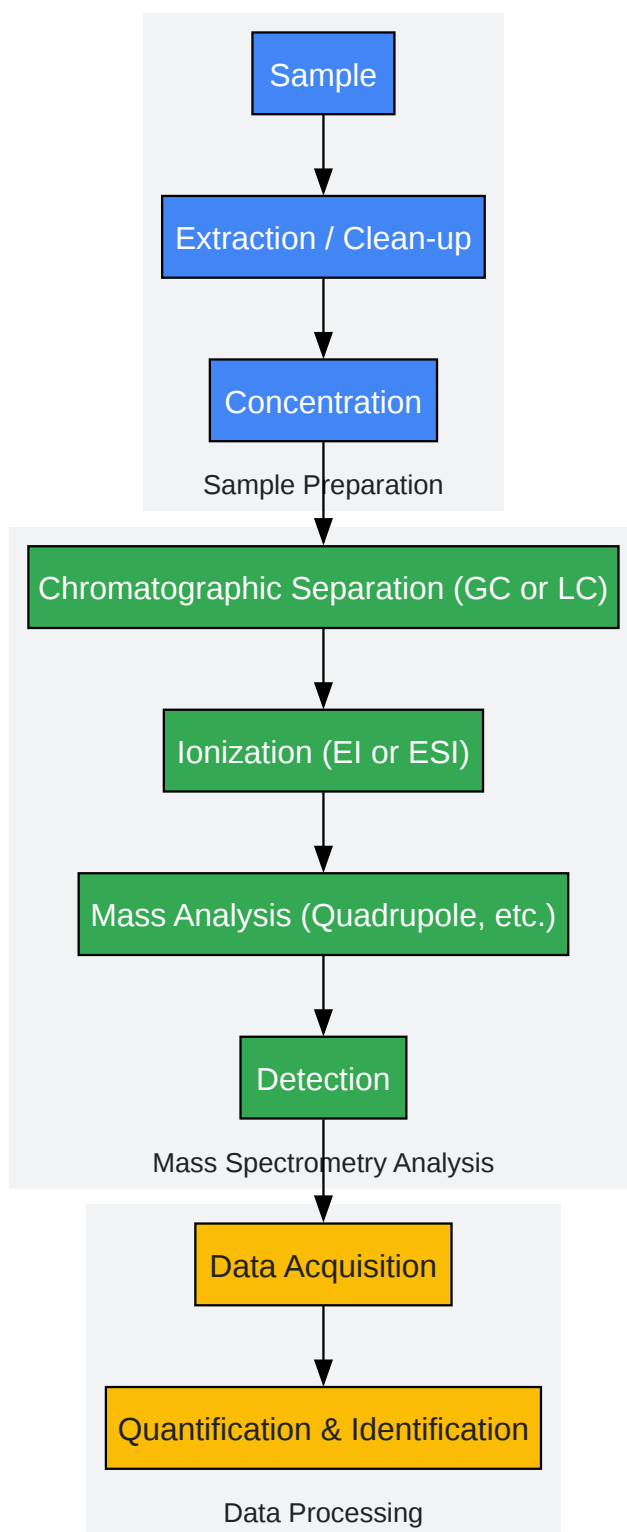 Sample
Extraction / Clean-up
Concentration
Sample Preparation
Chromatographic Separation (GC or LC)
Ionization (EI or ESI)
Mass Analysis (Quadrupole, etc.)
Detection
Mass Spectrometry Analysis
Data Acquisition
Quantification & Identification
Data Processing